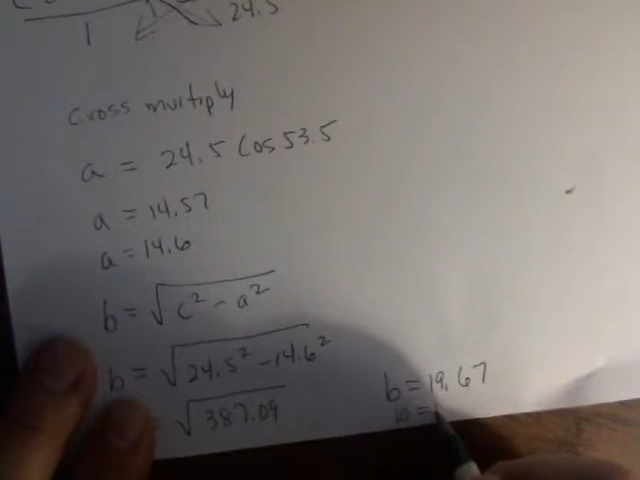 24.5
1
Cross multiply
a = 24.5 Cos 53.5
a = 14.57
a = 14.6
b = √c² - a²
b = √24.5² - 14.6²
= √387.09
b = 19.67
b =